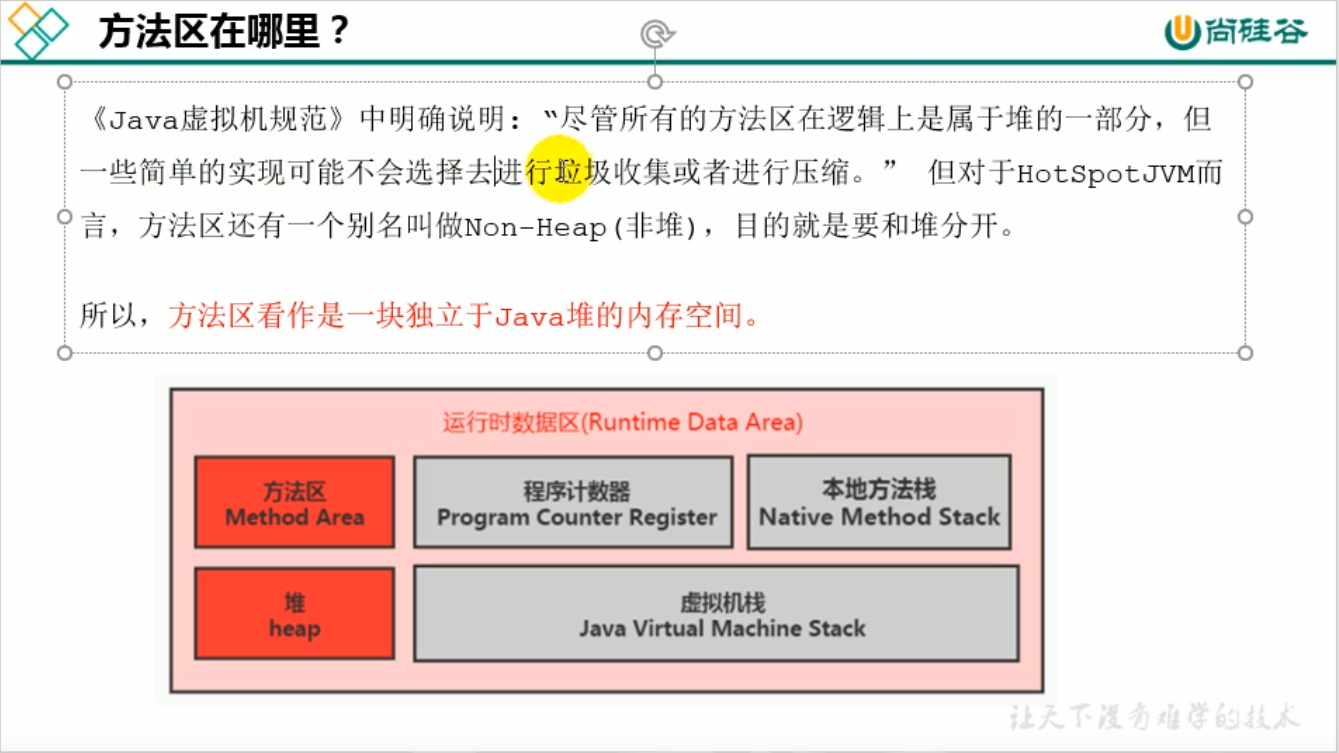 方法区在哪里？
尚硅谷
《Java虚拟机规范》中明确说明：“尽管所有的方法区在逻辑上是属于堆的一部分，但
一些简单的实现可能不会选择去进行垃圾收集或者进行压缩。” 但对于HotSpotJVM而
言，方法区还有一个别名叫做Non-Heap(非堆)，目的就是要和堆分开。
所以，方法区看作是一块独立于Java堆的内存空间。
运行时数据区(Runtime Data Area)
方法区
Method Area
程序计数器
Program Counter Register
本地方法栈
Native Method Stack
堆
heap
虚拟机栈
Java Virtual Machine Stack
让天下没有难学的技术